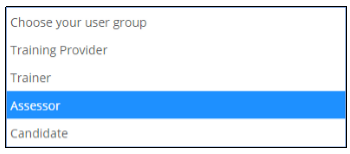 Choose your user group
Training Provider
Trainer
Assessor
Candidate